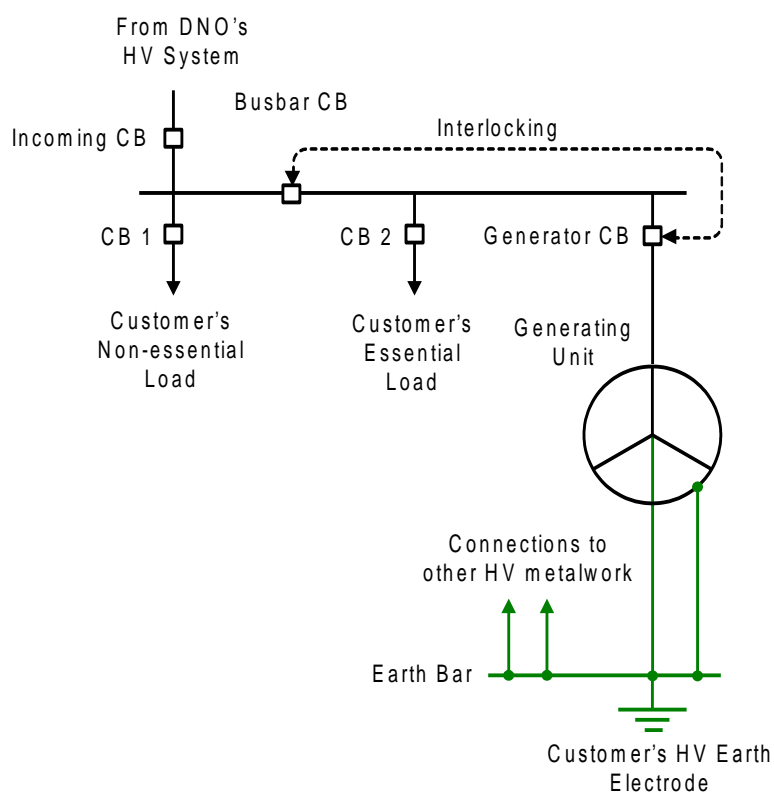 From DNO's
HV System
Busbar CB
Incoming CB
Interlocking
CB 1
CB 2
Generator CB
Customer's
Non-essential
Load
Customer's
Essential
Load
Generating
Unit
Connections to
other HV metalwork
Earth Bar
Customer's HV Earth
Electrode